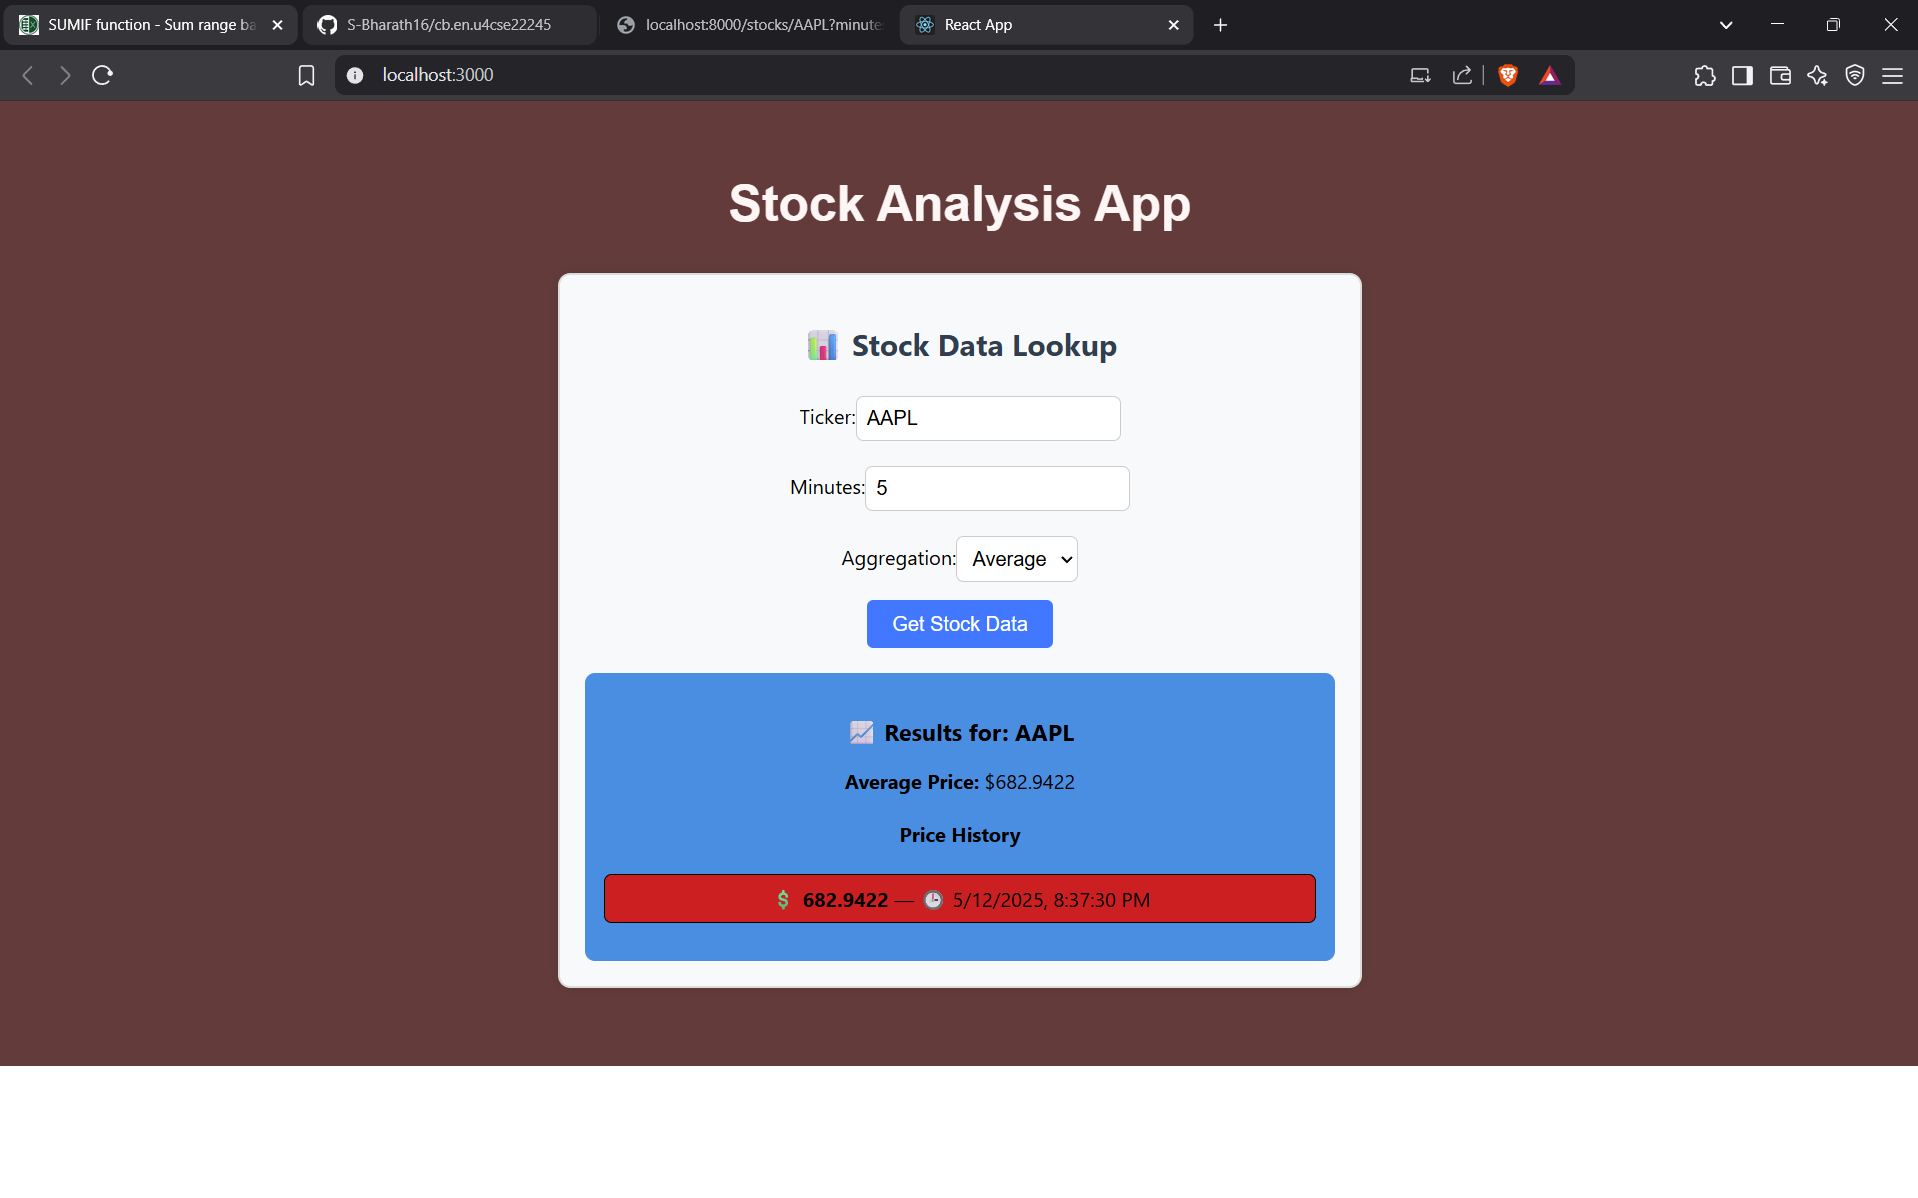 SUMIF function - Sum range ba
S-Bharath16/cb.en.u4cse22245
localhost:8000/stocks/AAPL?minute
React App
localhost:3000
Stock Analysis App
Stock Data Lookup
Ticker: AAPL
Minutes: 5
Aggregation: Average
Get Stock Data
Results for: AAPL
Average Price: $682.9422
Price History
682.9422 — 5/12/2025, 8:37:30 PM